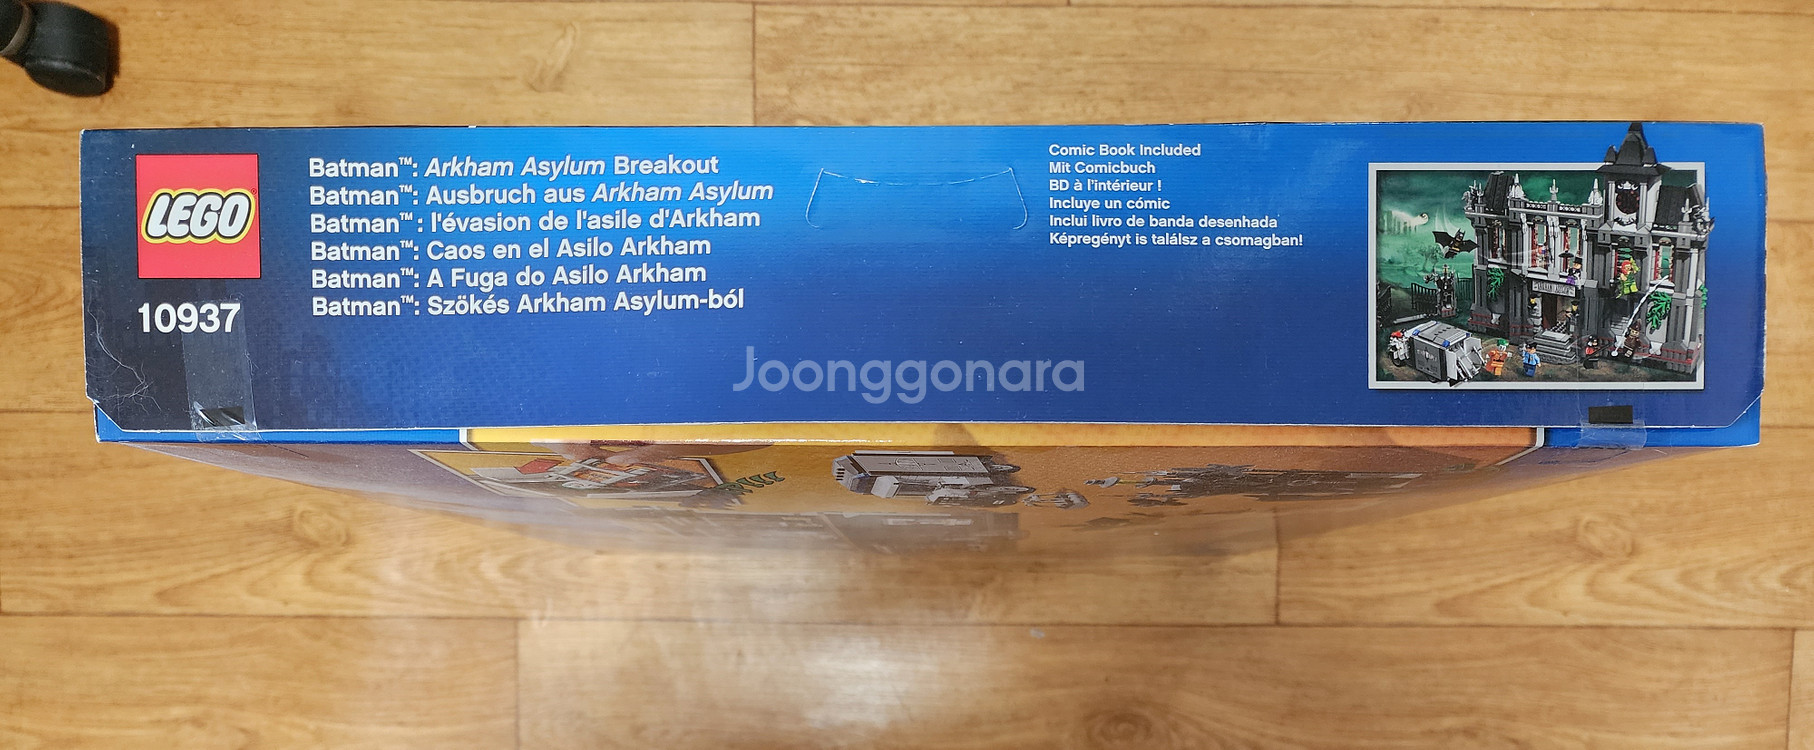 LEGO
10937
Batman™: Arkham Asylum Breakout
Batman™: Ausbruch aus Arkham Asylum
Batman™ : l'évasion de l'asile d'Arkham
Batman™: Caos en el Asilo Arkham
Batman™: A Fuga do Asilo Arkham
Batman™: Szökés Arkham Asylum-ból
Comic Book Included
Mit Comicbuch
BD à l'intérieur !
Incluye un cómic
Inclui livro de banda desenhada
Képregényt is találsz a csomagban!
ARKHAM ASYLUM
Joonggonara